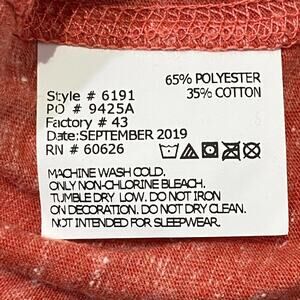 65% POLYESTER
35% COTTON
Style # 6191
PO # 9425A
Factory # 43
Date:SEPTEMBER 2019
RN # 60626
MACHINE WASH COLD.
ONLY NON-CHLORINE BLEACH.
TUMBLE DRY LOW. DO NOT IRON
ON DECORATION. DO NOT DRY CLEAN.
NOT INTENDED FOR SLEEPWEAR.